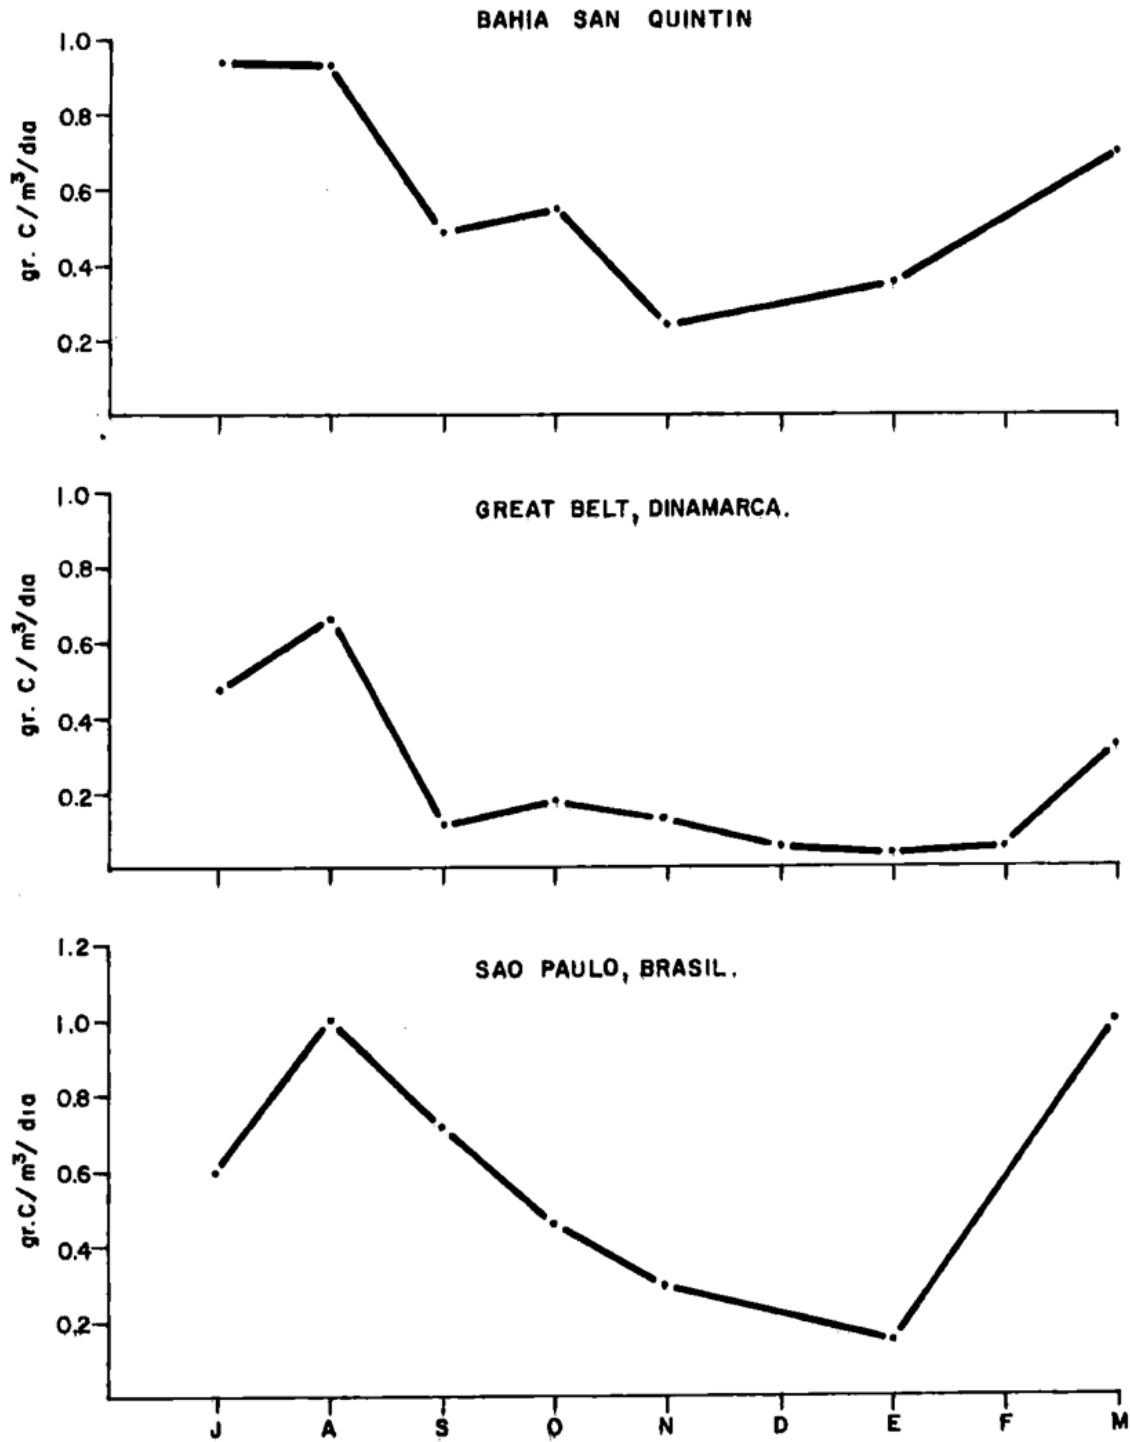 BAHIA SAN QUINTIN
gr. C/m³/dia
1.0
0.8
0.6
0.4
0.2
GREAT BELT, DINAMARCA.
gr. C/m³/dia
1.0
0.8
0.6
0.4
0.2
SAO PAULO, BRASIL.
gr.C/m³/dia
1.2
1.0
0.8
0.6
0.4
0.2
J A S O N D E F M